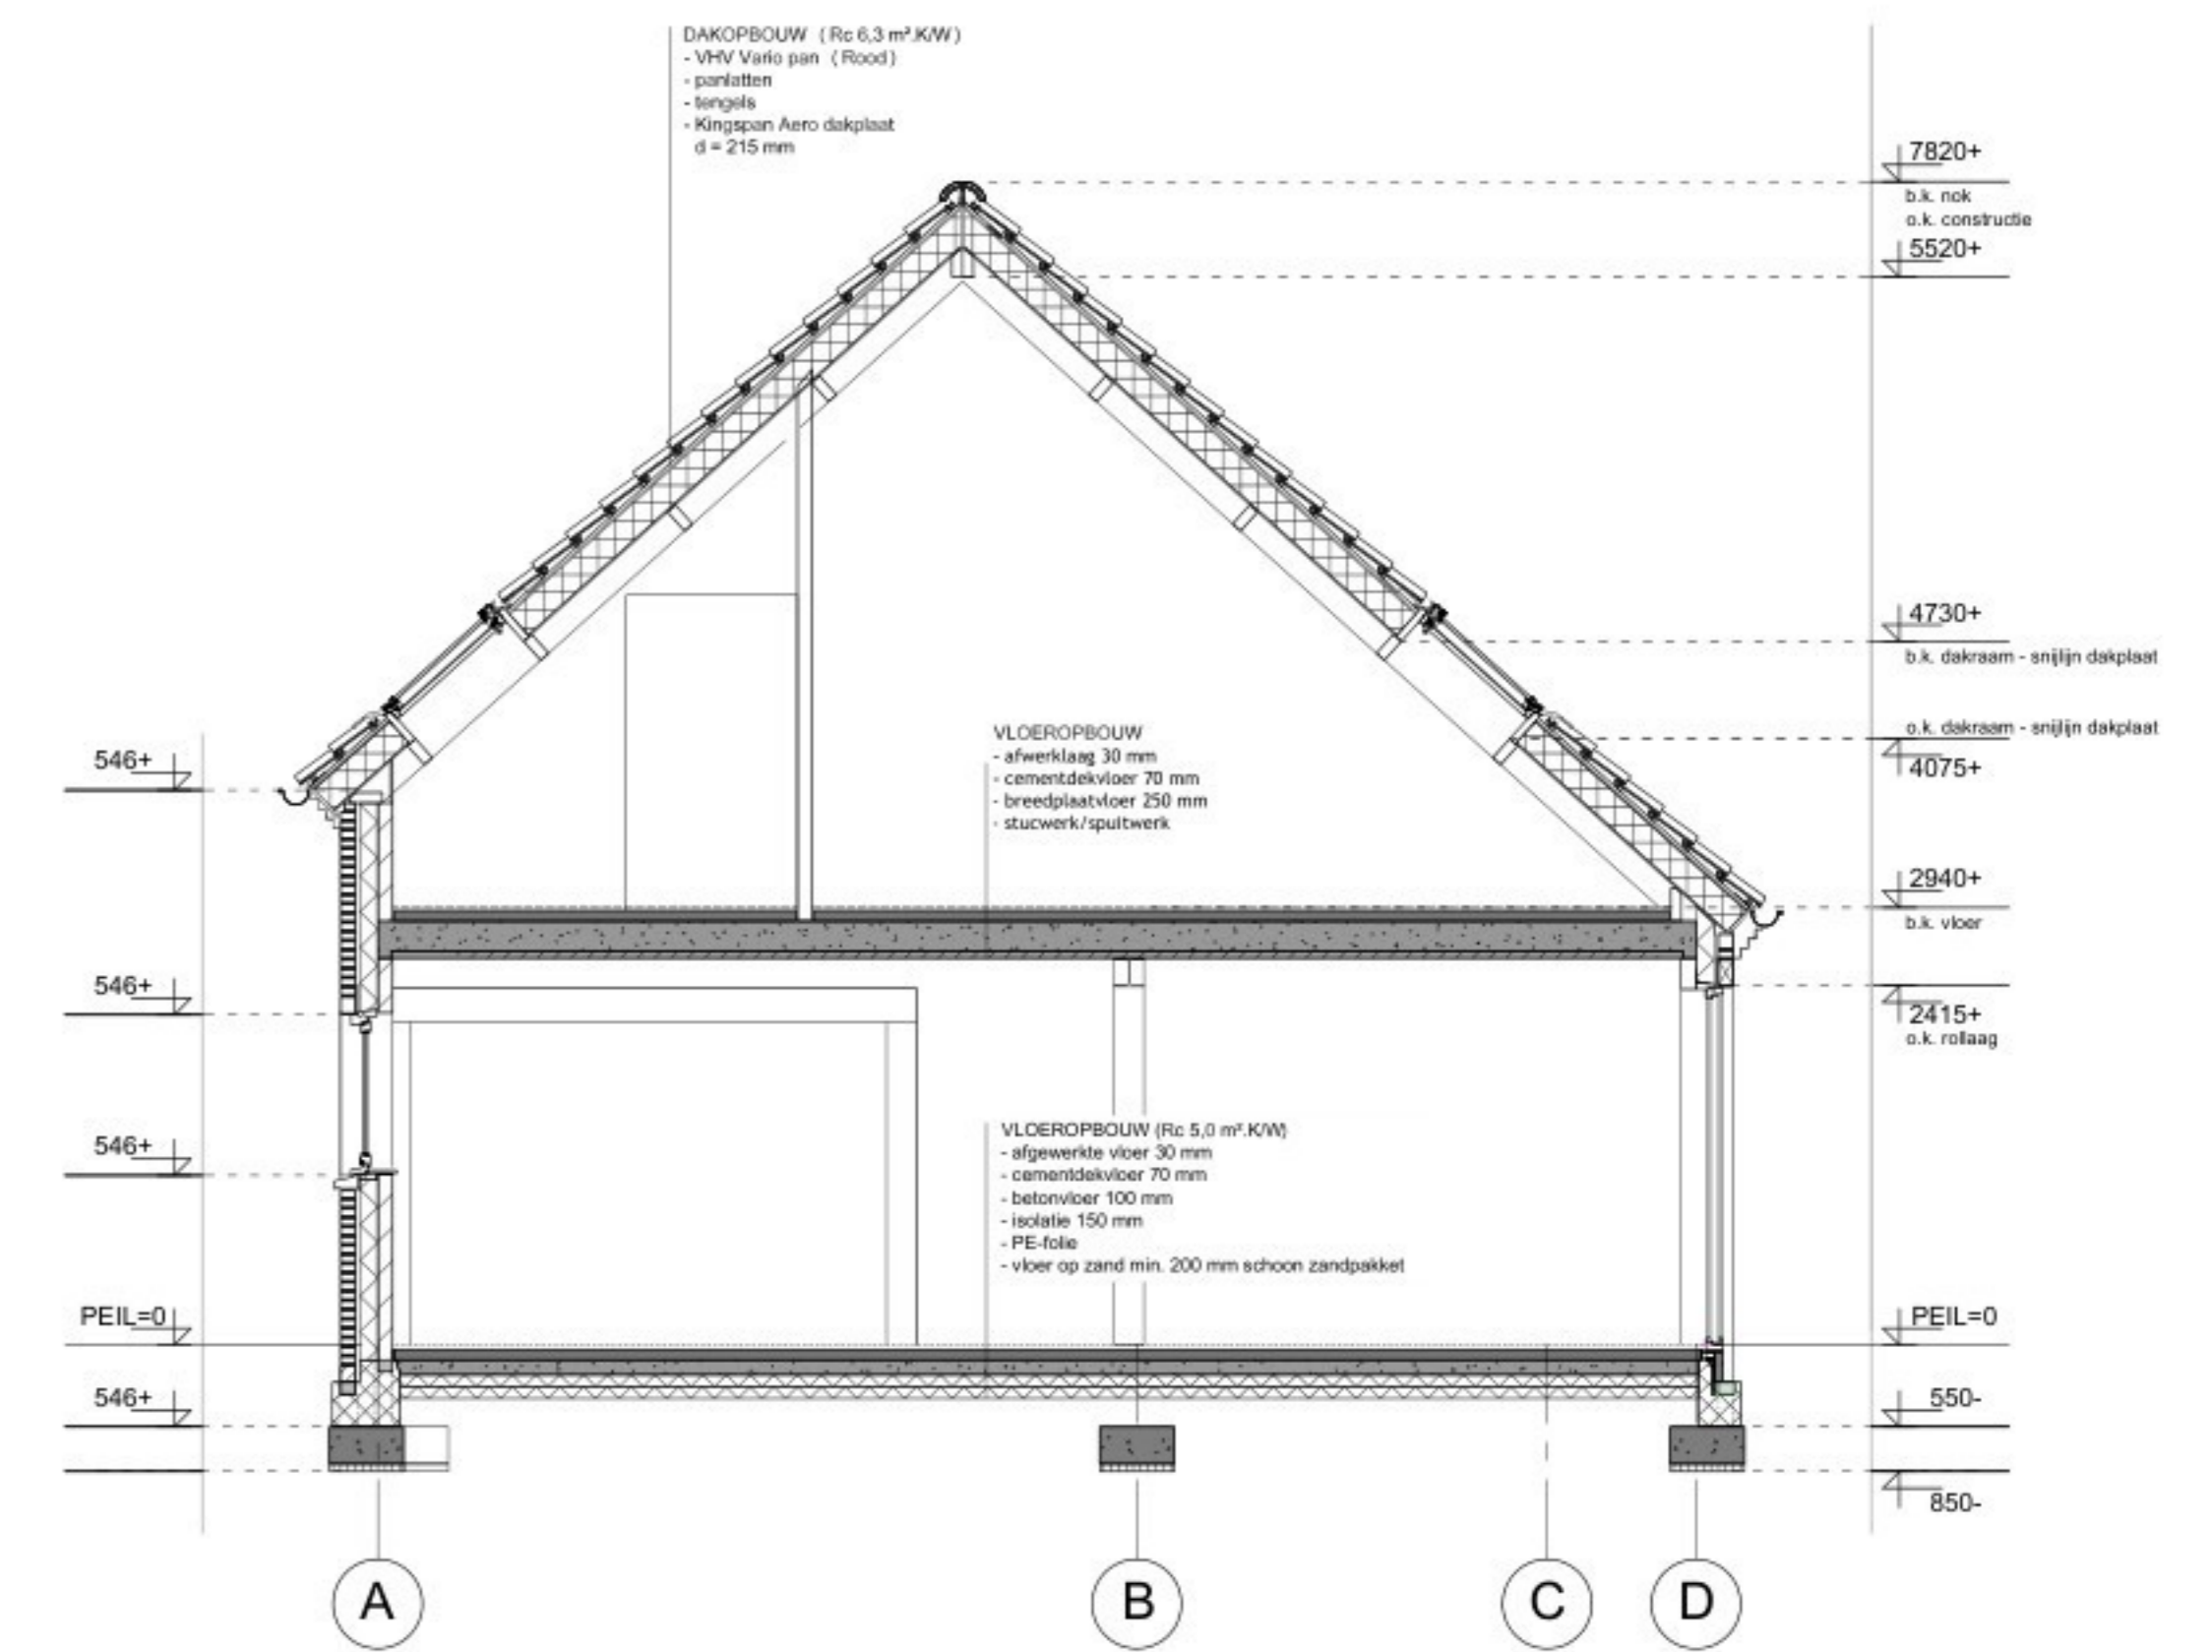 DAKOPBOUW ( Rc 6,3 m².K/W )
- VHV Vario pan ( Rood )
- panlatten
- tengels
- Kingspan Aero dakplaat
d = 215 mm
7820+
b.k. nok
o.k. constructie
5520+
4730+
b.k. dakraam - snijlijn dakplaat
o.k. dakraam - snijlijn dakplaat
4075+
546+
VLOEROPBOUW
- afwerklaag 30 mm
- cementdekvloer 70 mm
- breedplaatvloer 250 mm
- stucwerk/spuitwerk
2940+
b.k. vloer
546+
2415+
o.k. rollaag
546+
VLOEROPBOUW (Rc 5,0 m².K/W)
- afgewerkte vloer 30 mm
- cementdekvloer 70 mm
- betonvloer 100 mm
- isolatie 150 mm
- PE-folie
- vloer op zand min. 200 mm schoon zandpakket
PEIL=0
PEIL=0
546+
550-
850-
A
B
C
D